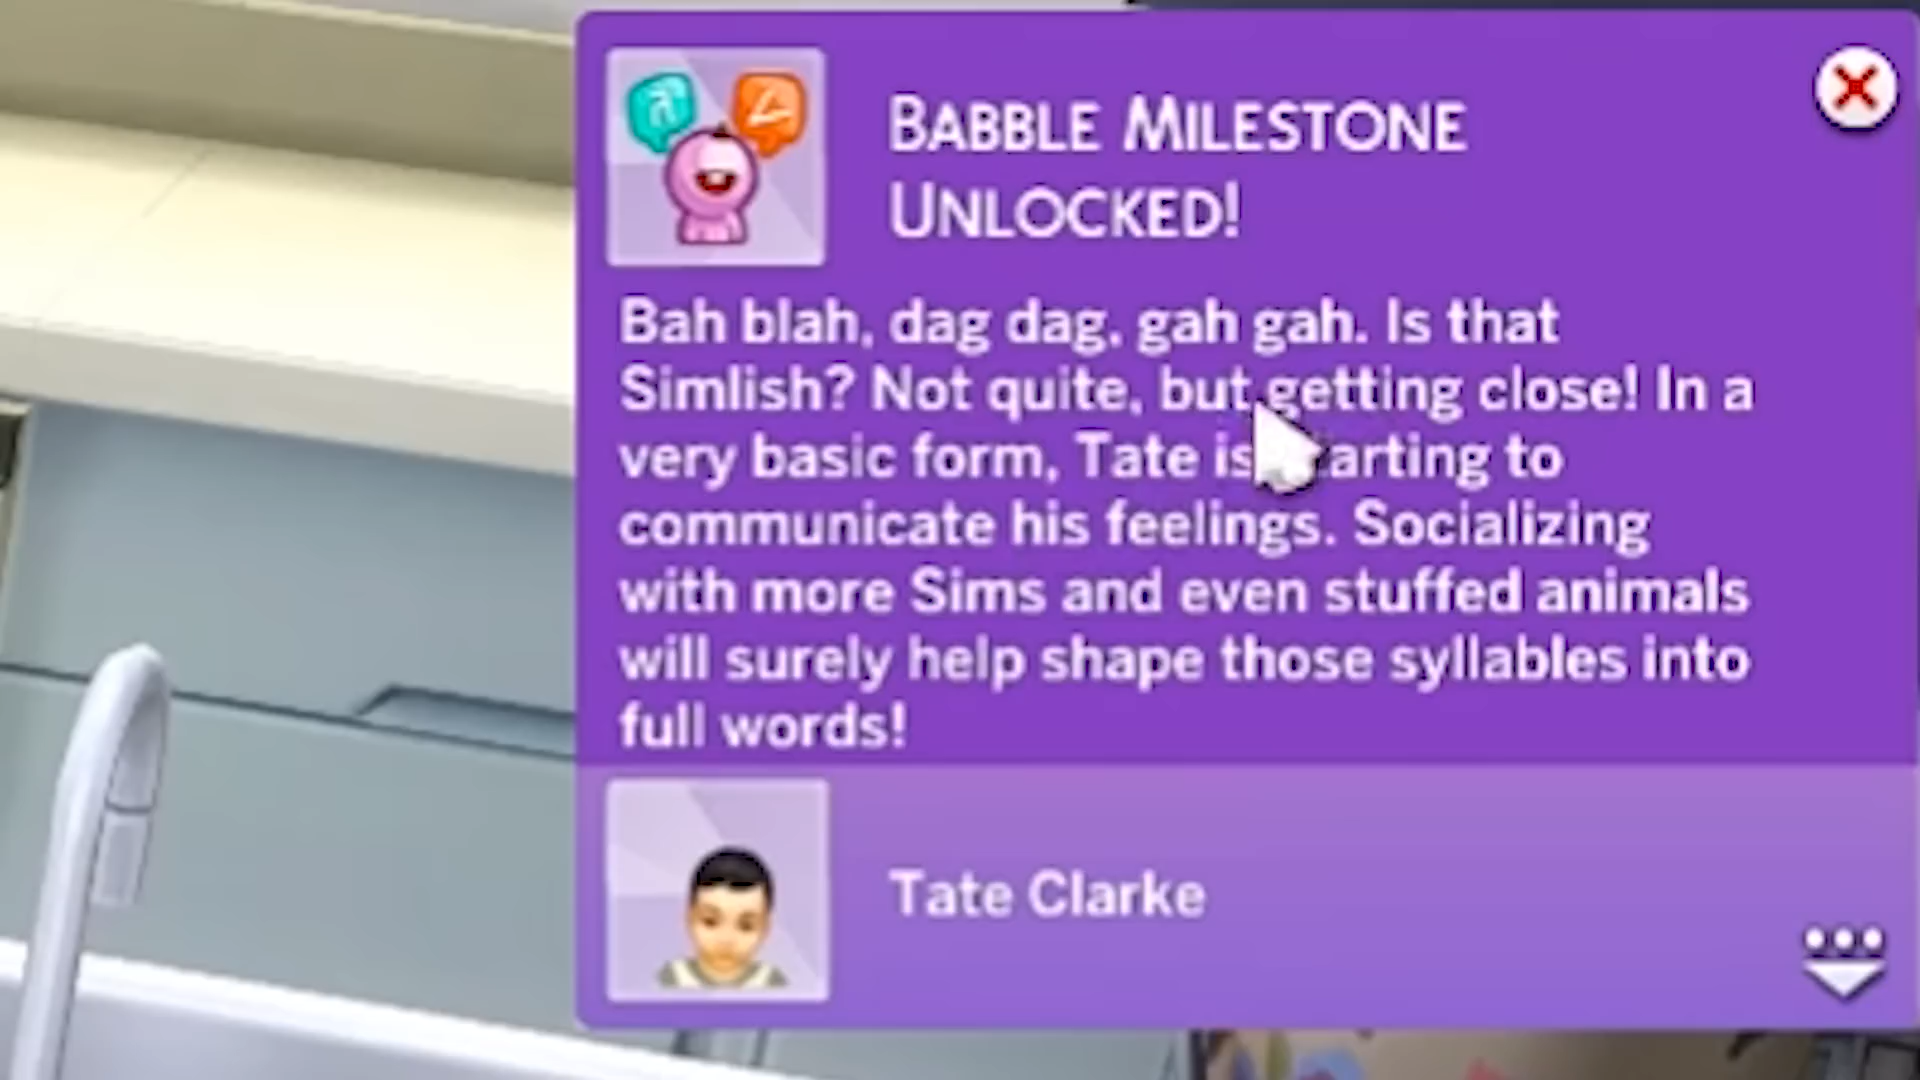 BABBLE MILESTONE
UNLOCKED!
Bah blah, dag dag, gah gah. Is that
Simlish? Not quite, but getting close! In a
very basic form, Tate is starting to
communicate his feelings. Socializing
with more Sims and even stuffed animals
will surely help shape those syllables into
full words!
Tate Clarke